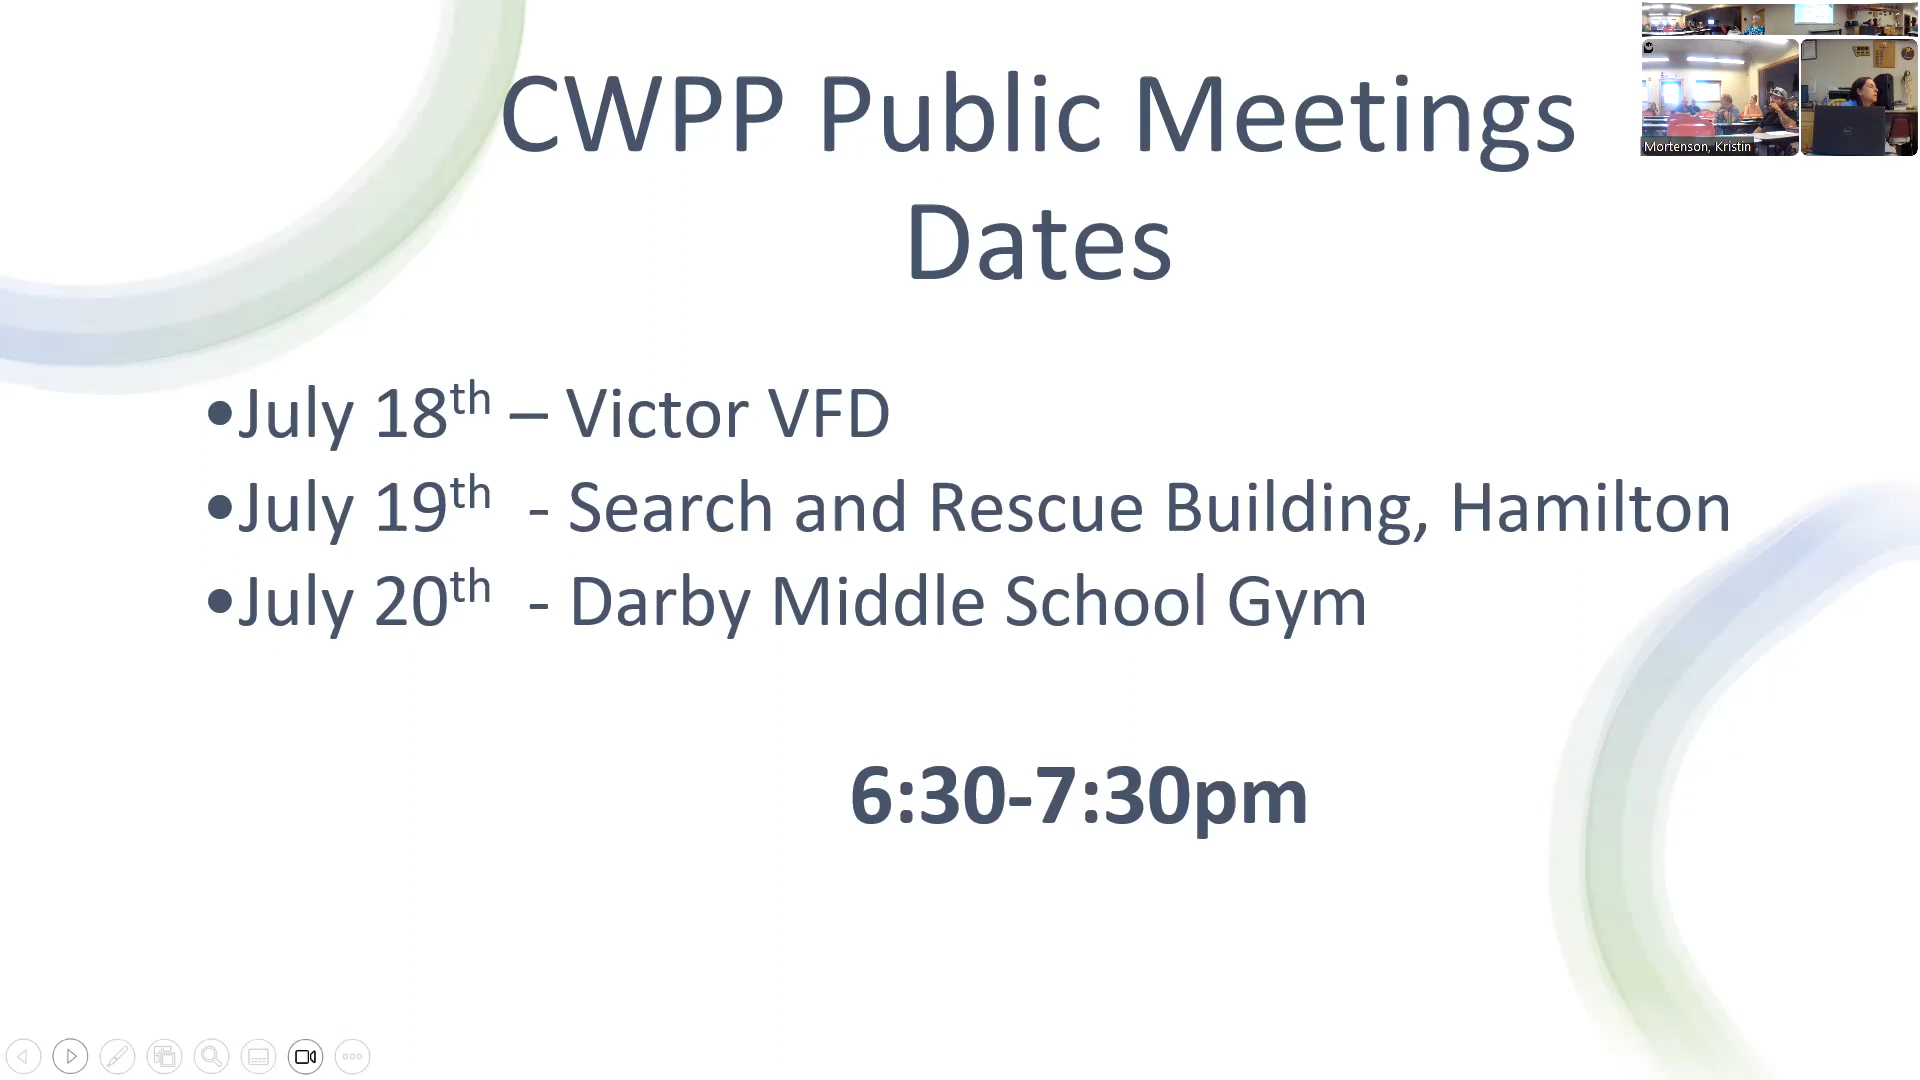 CWPP Public Meetings
Dates
•July 18th – Victor VFD
•July 19th - Search and Rescue Building, Hamilton
•July 20th - Darby Middle School Gym
6:30-7:30pm
Mortenson, Kristin